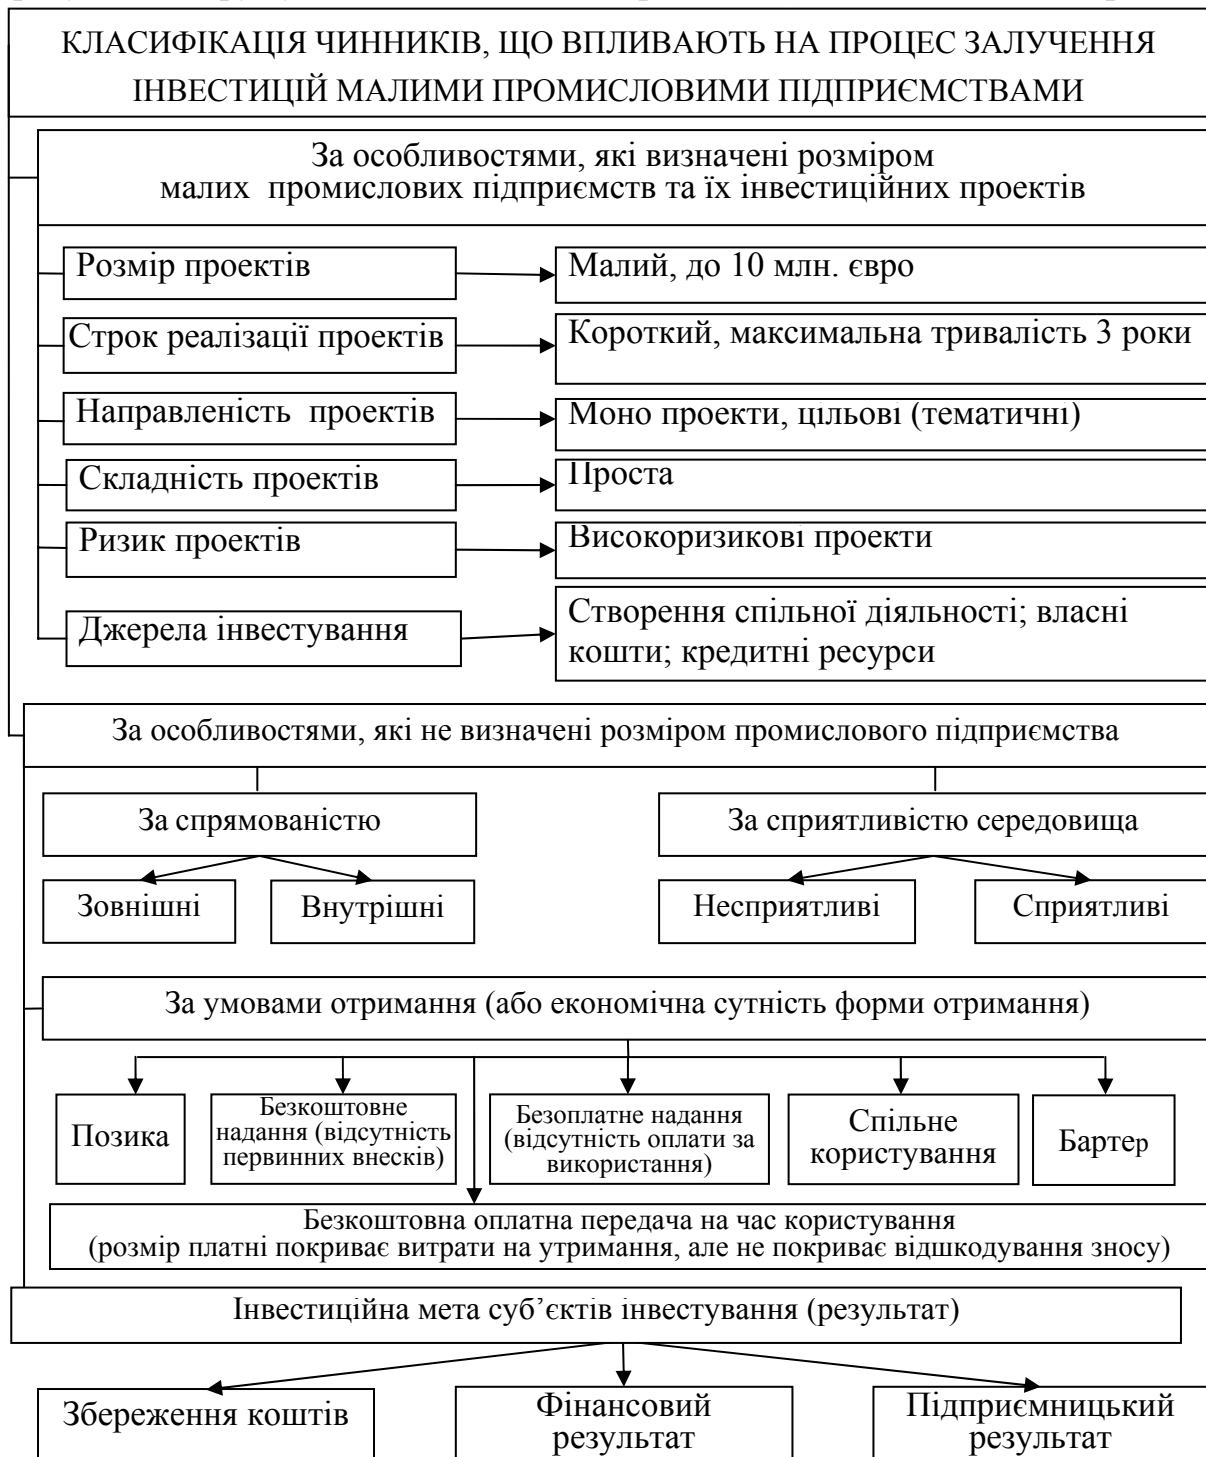 КЛАСИФІКАЦІЯ ЧИННИКІВ, ЩО ВПЛИВАЮТЬ НА ПРОЦЕС ЗАЛУЧЕННЯ
ІНВЕСТИЦІЙ МАЛИМИ ПРОМИСЛОВИМИ ПІДПРИЄМСТВАМИ
За особливостями, які визначені розміром
малих промислових підприємств та їх інвестиційних проектів
Розмір проектів
Малий, до 10 млн. євро
Строк реалізації проектів
Короткий, максимальна тривалість 3 роки
Направленість проектів
Моно проекти, цільові (тематичні)
Складність проектів
Проста
Ризик проектів
Високоризикові проекти
Джерела інвестування
Створення спільної діяльності; власні
кошти; кредитні ресурси
За особливостями, які не визначені розміром промислового підприємства
За спрямованістю
За сприятливістю середовища
Зовнішні
Внутрішні
Несприятливі
Сприятливі
За умовами отримання (або економічна сутність форми отримання)
Позика
Безкоштовне
надання (відсутність
первинних внесків)
Безоплатне надання
(відсутність оплати за
використання)
Спільне
користування
Бартер
Безкоштовна оплатна передача на час користування
(розмір платні покриває витрати на утримання, але не покриває відшкодування зносу)
Інвестиційна мета суб’єктів інвестування (результат)
Збереження коштів
Фінансовий
результат
Підприємницький
результат